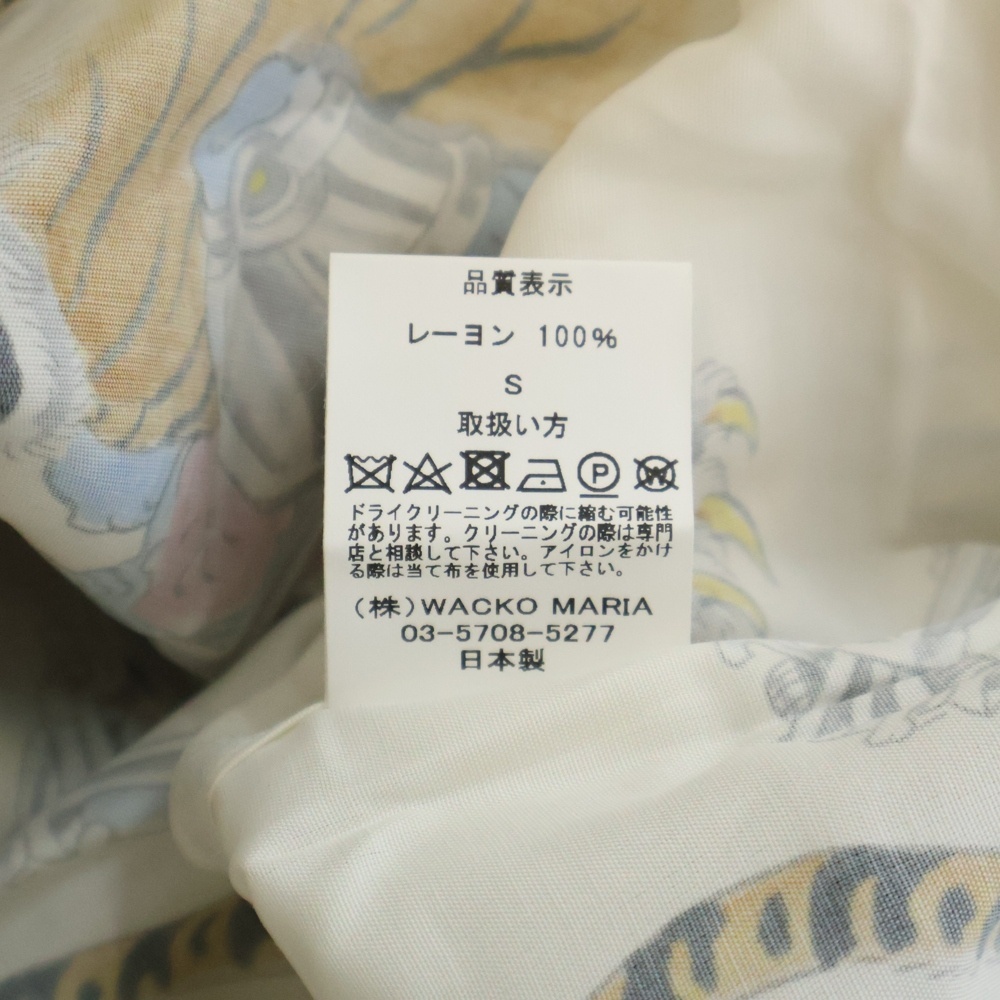 品質表示
レーヨン 100%
S
取扱い方
P W
ドライクリーニングの際に縮む可能性
があります。クリーニングの際は専門
店と相談して下さい。アイロンをかけ
る際は当て布を使用して下さい。
(株)WACKO MARIA
03-5708-5277
日本製